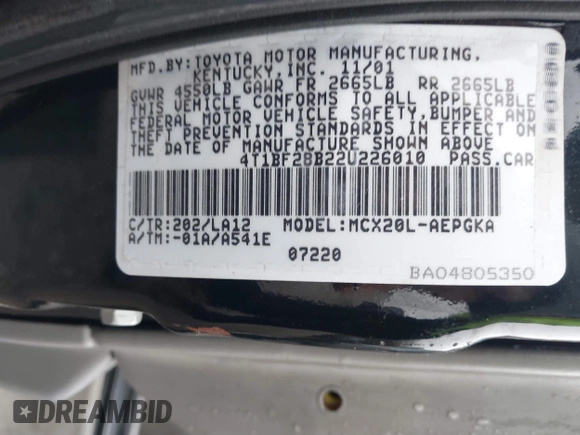 MFD.BY:TOYOTA MOTOR MANUFACTURING,
KENTUCKY,INC. 11/01
GVWR 4550LB GAWR FR 2665LB RR 2665LB
THIS VEHICLE CONFORMS TO ALL APPLICABLE
FEDERAL MOTOR VEHICLE SAFETY,BUMPER AND
THEFT PREVENTION STANDARDS IN EFFECT ON
THE DATE OF MANUFACTURE SHOWN ABOVE
4T1BF28B22U226010 PASS.CAR
C/TR:202/LA12 MODEL:MCX20L-AEPGKA
A/TM:-01A/A541E
07220
BA04805350
DREAMBID